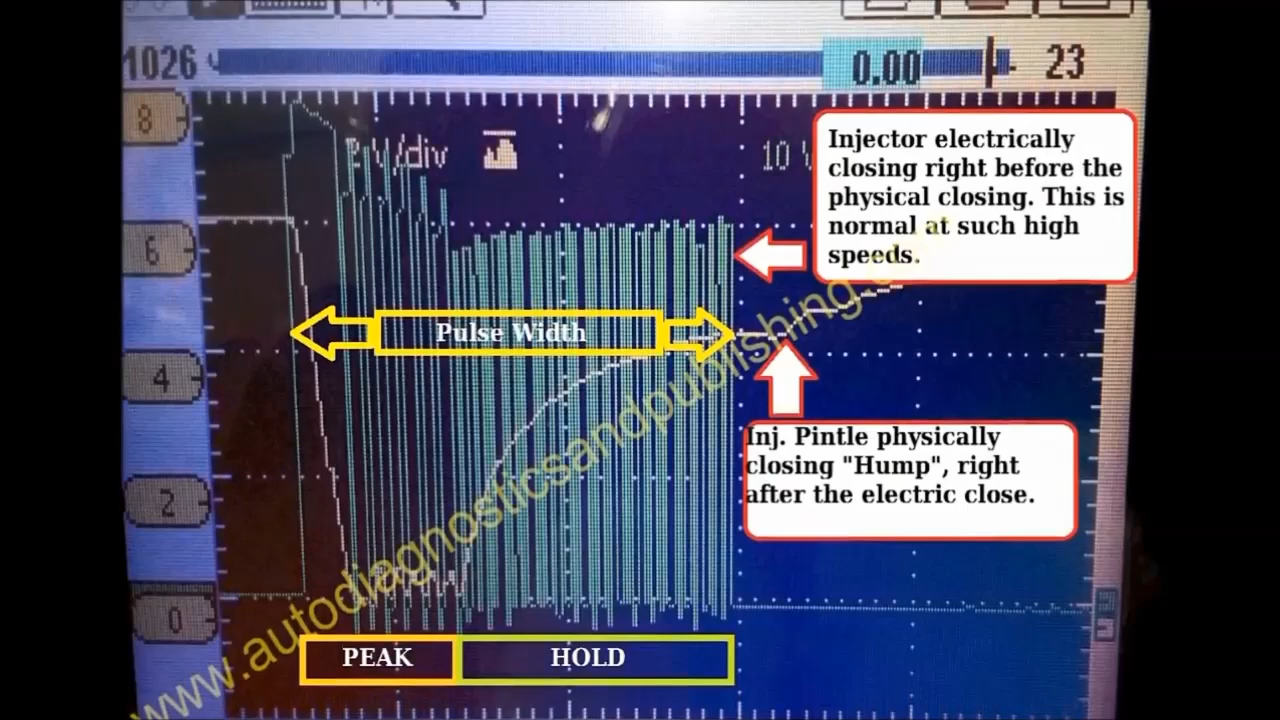 1026
0.00
23
8
2mV/div
10 V
Injector electrically
closing right before the
physical closing. This is
normal at such high
speeds.
6
Pulse Width
4
Inj. Pintle physically
closing "Hump", right
after the electric close.
2
0
PEAK
HOLD
www.autodiagnosticsandpublishing.com